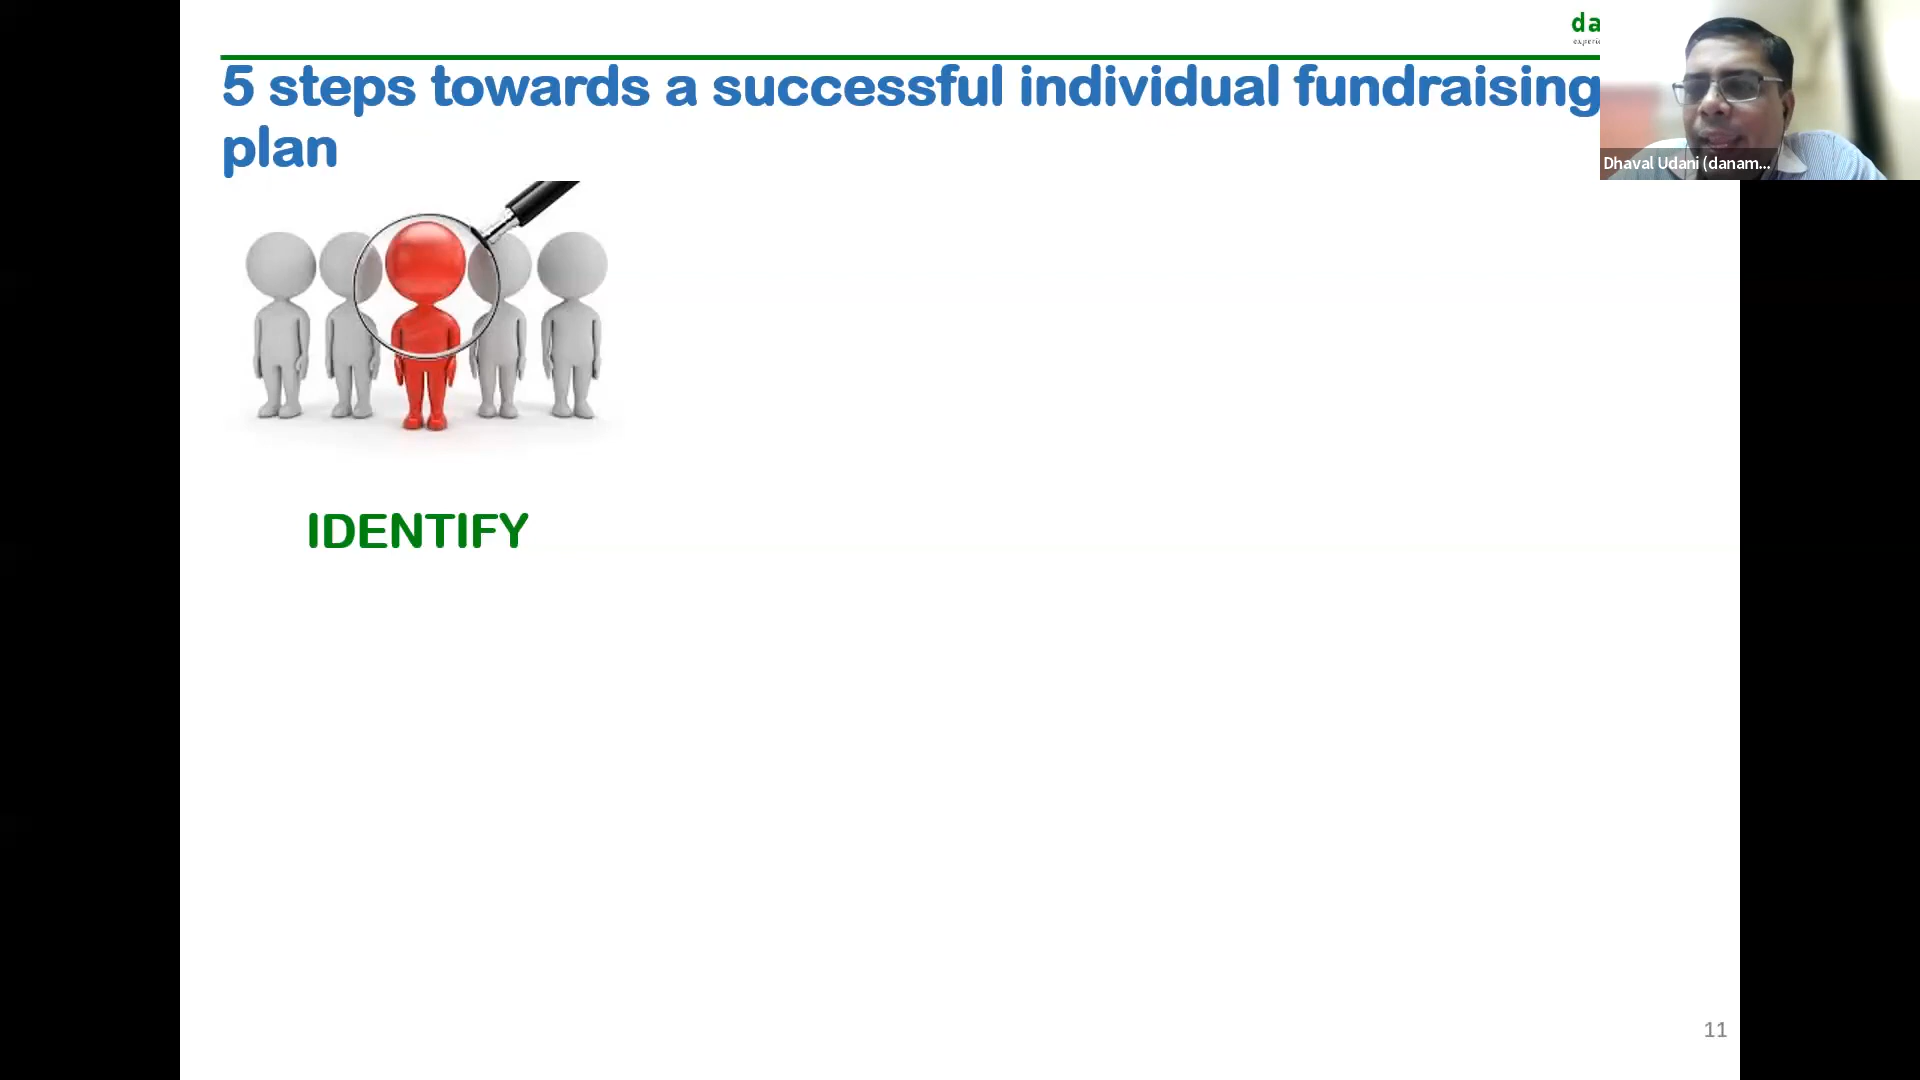 da
5 steps towards a successful individual fundraising
plan
Dhaval Udani (danam...
IDENTIFY
11